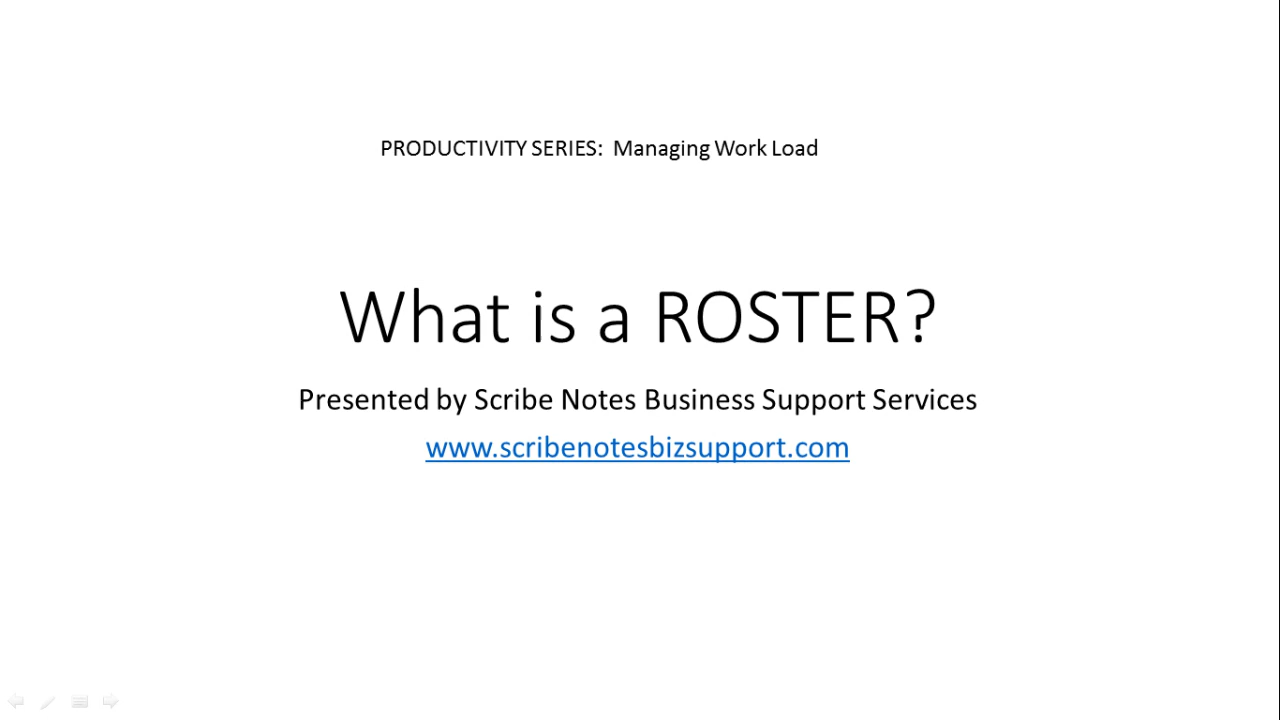 PRODUCTIVITY SERIES: Managing Work Load
What is a ROSTER?
Presented by Scribe Notes Business Support Services
www.scribenotesbizsupport.com